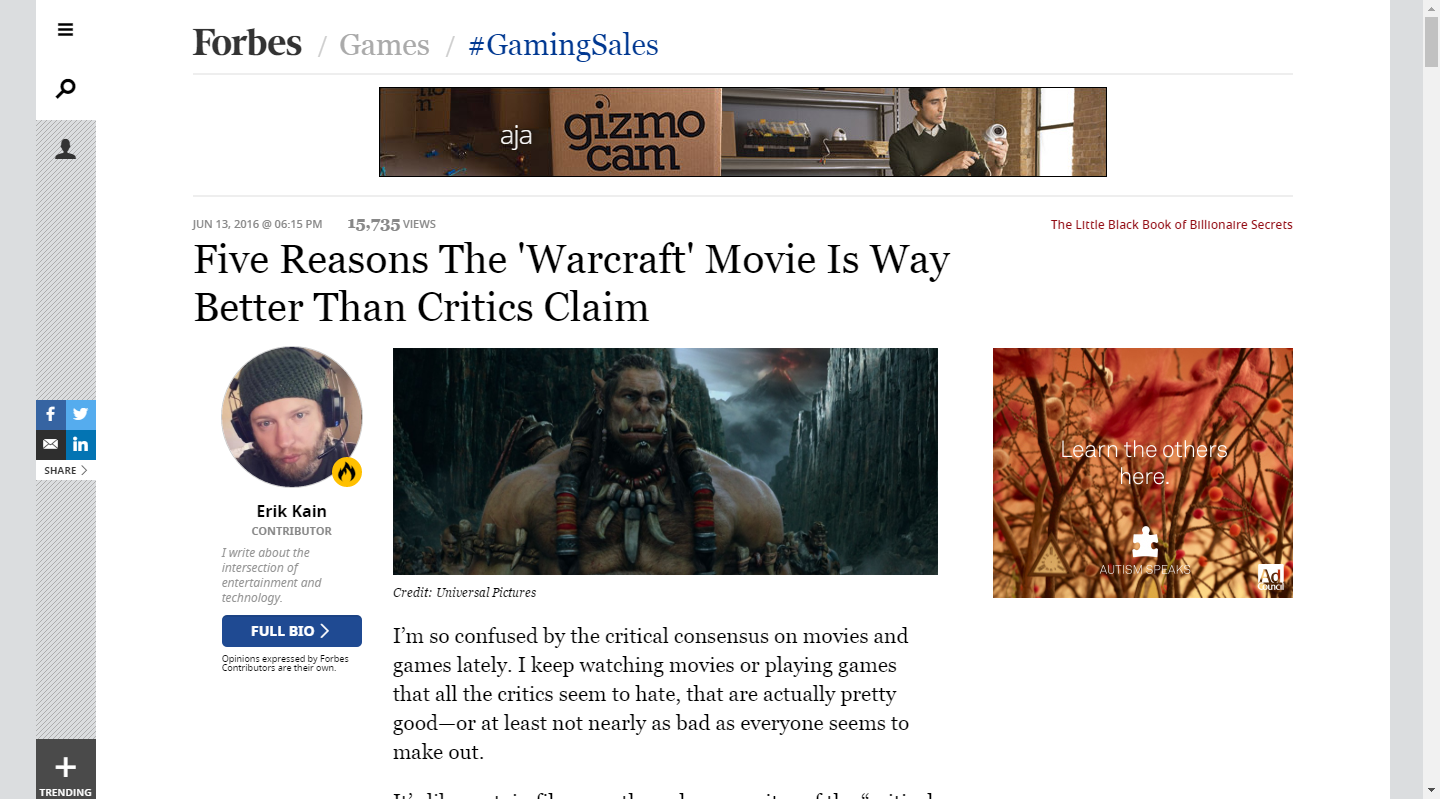 Forbes / Games / #GamingSales
aja
gizmo
cam
JUN 13, 2016 @ 06:15 PM 15,735 VIEWS
The Little Black Book of Billionaire Secrets
Five Reasons The 'Warcraft' Movie Is Way
Better Than Critics Claim
SHARE
TRENDING
Erik Kain
CONTRIBUTOR
I write about the
intersection of
entertainment and
technology.
FULL BIO
Opinions expressed by Forbes
Contributors are their own.
Credit: Universal Pictures
I’m so confused by the critical consensus on movies and
games lately. I keep watching movies or playing games
that all the critics seem to hate, that are actually pretty
good—or at least not nearly as bad as everyone seems to
make out.
Learn the others
here.
AUTISM SPEAKS
Ad
Council